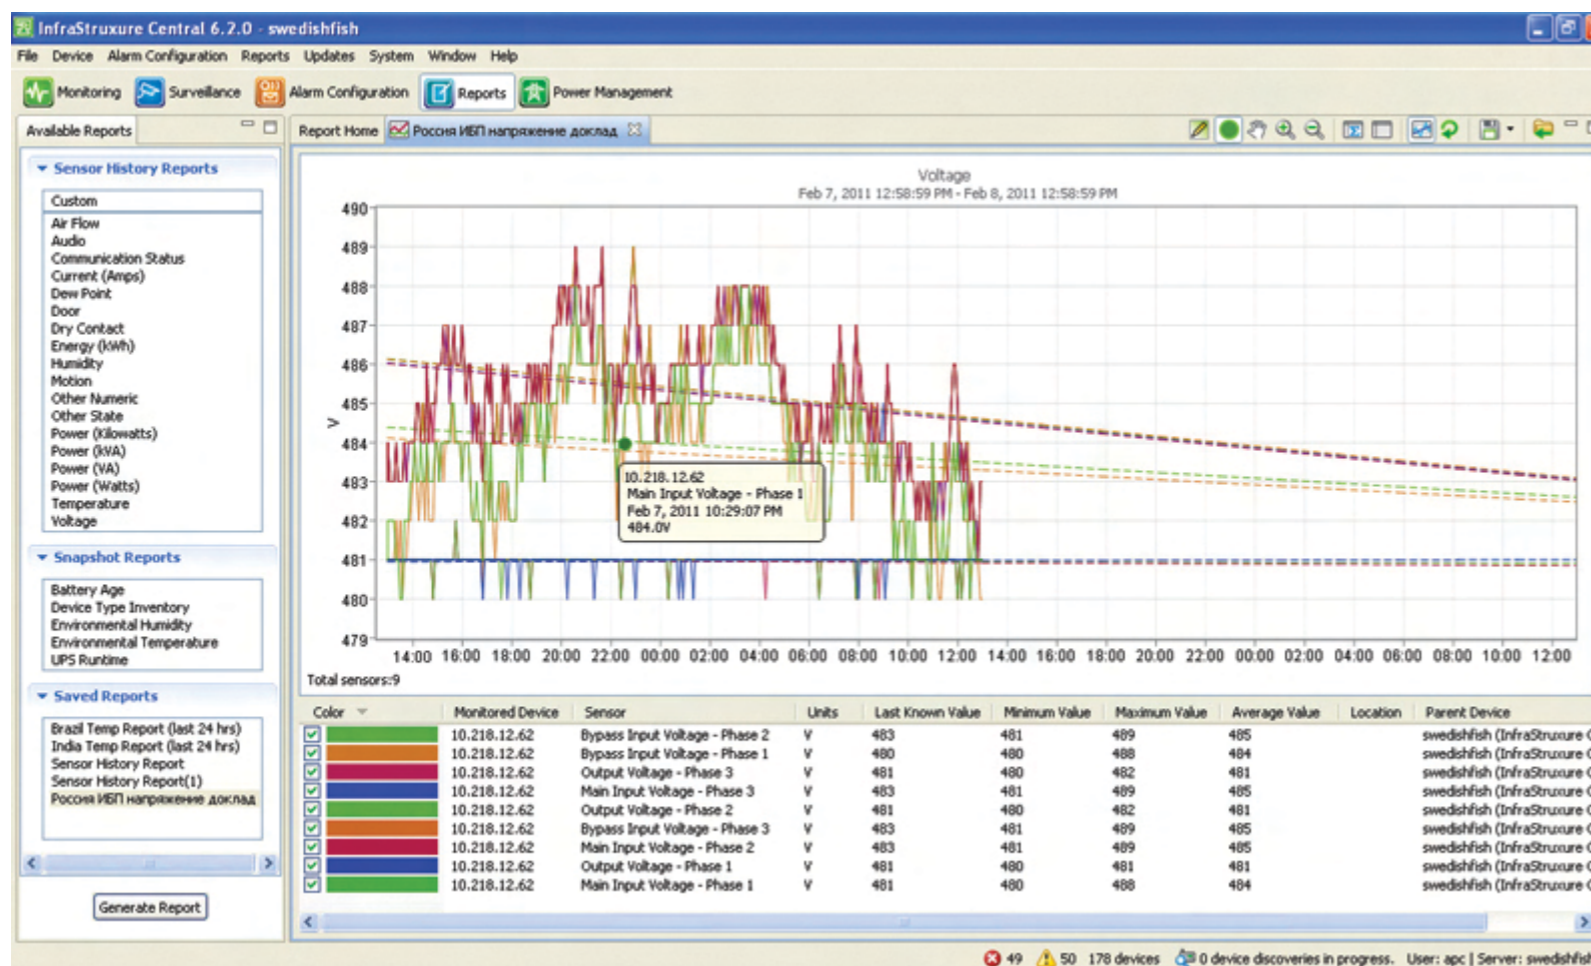 InfraStruxure Central 6.2.0 - swedishfish
File Device Alarm Configuration Reports Updates System Window Help
Monitoring Surveillance Alarm Configuration Reports Power Management
Available Reports
Sensor History Reports
Custom
Air Flow
Audio
Communication Status
Current (Amps)
Dew Point
Door
Dry Contact
Energy (kWh)
Humidity
Motion
Other Numeric
Other State
Power (Kilowatts)
Power (kVA)
Power (VA)
Power (Watts)
Temperature
Voltage
Snapshot Reports
Battery Age
Device Type Inventory
Environmental Humidity
Environmental Temperature
UPS Runtime
Saved Reports
Brazil Temp Report (last 24 hrs)
India Temp Report (last 24 hrs)
Sensor History Report
Sensor History Report(1)
Россия ИБП напряжение доклад
Generate Report
Report Home Россия ИБП напряжение доклад
Voltage
Feb 7, 2011 12:58:59 PM - Feb 8, 2011 12:58:59 PM
490
489
488
487
486
485
484
483
482
481
480
479
V
10.218.12.62
Main Input Voltage - Phase 1
Feb 7, 2011 10:29:07 PM
484.0V
14:00 16:00 18:00 20:00 22:00 00:00 02:00 04:00 06:00 08:00 10:00 12:00 14:00 16:00 18:00 20:00 22:00 00:00 02:00 04:00 06:00 08:00 10:00 12:00
Total sensors:9
Color Monitored Device Sensor Units Last Known Value Minimum Value Maximum Value Average Value Location Parent Device
10.218.12.62 Bypass Input Voltage - Phase 2 V 483 481 489 485 swedishfish (InfraStruxure C
10.218.12.62 Bypass Input Voltage - Phase 1 V 480 480 488 484 swedishfish (InfraStruxure C
10.218.12.62 Output Voltage - Phase 3 V 481 480 482 481 swedishfish (InfraStruxure C
10.218.12.62 Main Input Voltage - Phase 3 V 483 481 489 485 swedishfish (InfraStruxure C
10.218.12.62 Output Voltage - Phase 2 V 481 480 482 481 swedishfish (InfraStruxure C
10.218.12.62 Bypass Input Voltage - Phase 3 V 483 481 489 485 swedishfish (InfraStruxure C
10.218.12.62 Main Input Voltage - Phase 2 V 483 481 489 485 swedishfish (InfraStruxure C
10.218.12.62 Output Voltage - Phase 1 V 481 480 481 481 swedishfish (InfraStruxure C
10.218.12.62 Main Input Voltage - Phase 1 V 481 480 488 484 swedishfish (InfraStruxure C
49 50 178 devices 0 device discoveries in progress. User: apc | Server: swedishfish